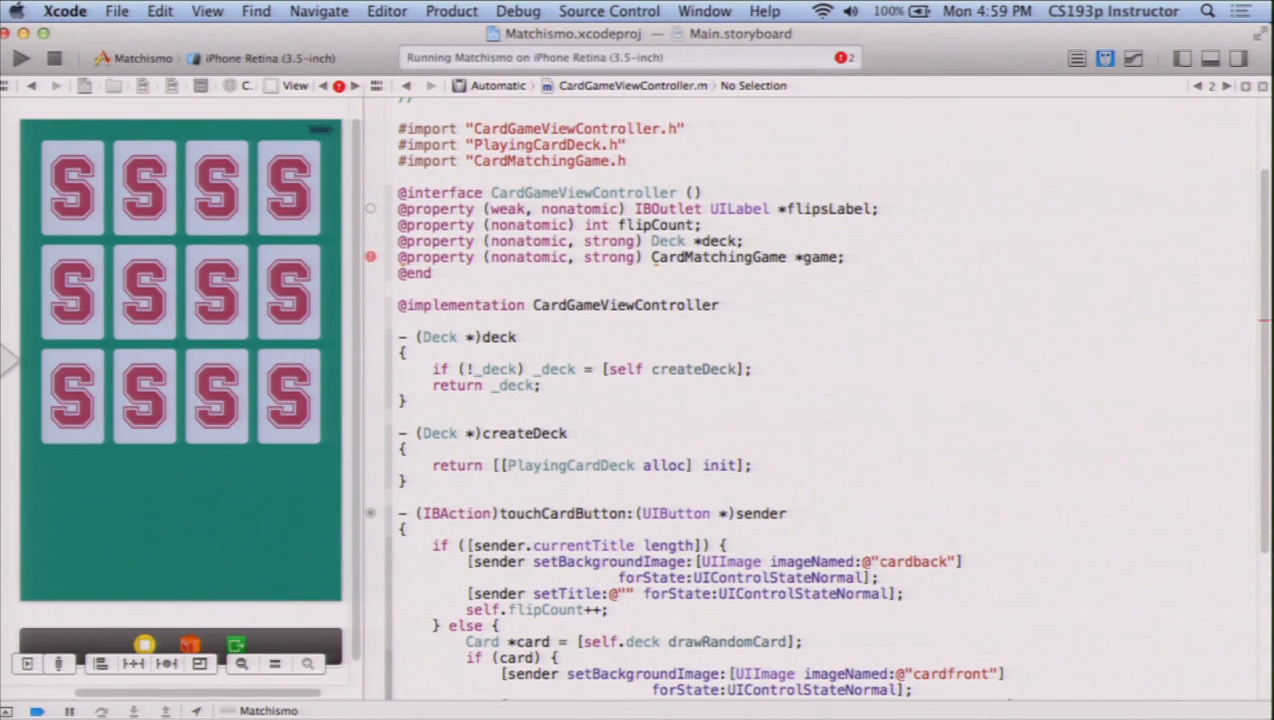 Xcode File Edit View Find Navigate Editor Product Debug Source Control Window Help 100% Mon 4:59 PM CS193p Instructor
Matchismo.xcodeproj — Main.storyboard
Matchismo iPhone Retina (3.5-inch) Running Matchismo on iPhone Retina (3.5-inch) 2
C. View Automatic CardGameViewController.m No Selection 2
//
#import "CardGameViewController.h"
#import "PlayingCardDeck.h"
#import "CardMatchingGame.h
@interface CardGameViewController ()
@property (weak, nonatomic) IBOutlet UILabel *flipsLabel;
@property (nonatomic) int flipCount;
@property (nonatomic, strong) Deck *deck;
@property (nonatomic, strong) CardMatchingGame *game;
@end
@implementation CardGameViewController
- (Deck *)deck
{
if (!_deck) _deck = [self createDeck];
return _deck;
}
- (Deck *)createDeck
{
return [[PlayingCardDeck alloc] init];
}
- (IBAction)touchCardButton:(UIButton *)sender
{
if ([sender.currentTitle length]) {
[sender setBackgroundImage:[UIImage imageNamed:@"cardback"]
forState:UIControlStateNormal];
[sender setTitle:@"" forState:UIControlStateNormal];
self.flipCount++;
} else {
Card *card = [self.deck drawRandomCard];
if (card) {
[sender setBackgroundImage:[UIImage imageNamed:@"cardfront"]
forState:UIControlStateNormal];
S S S S
S S S S
S S S S
Matchismo